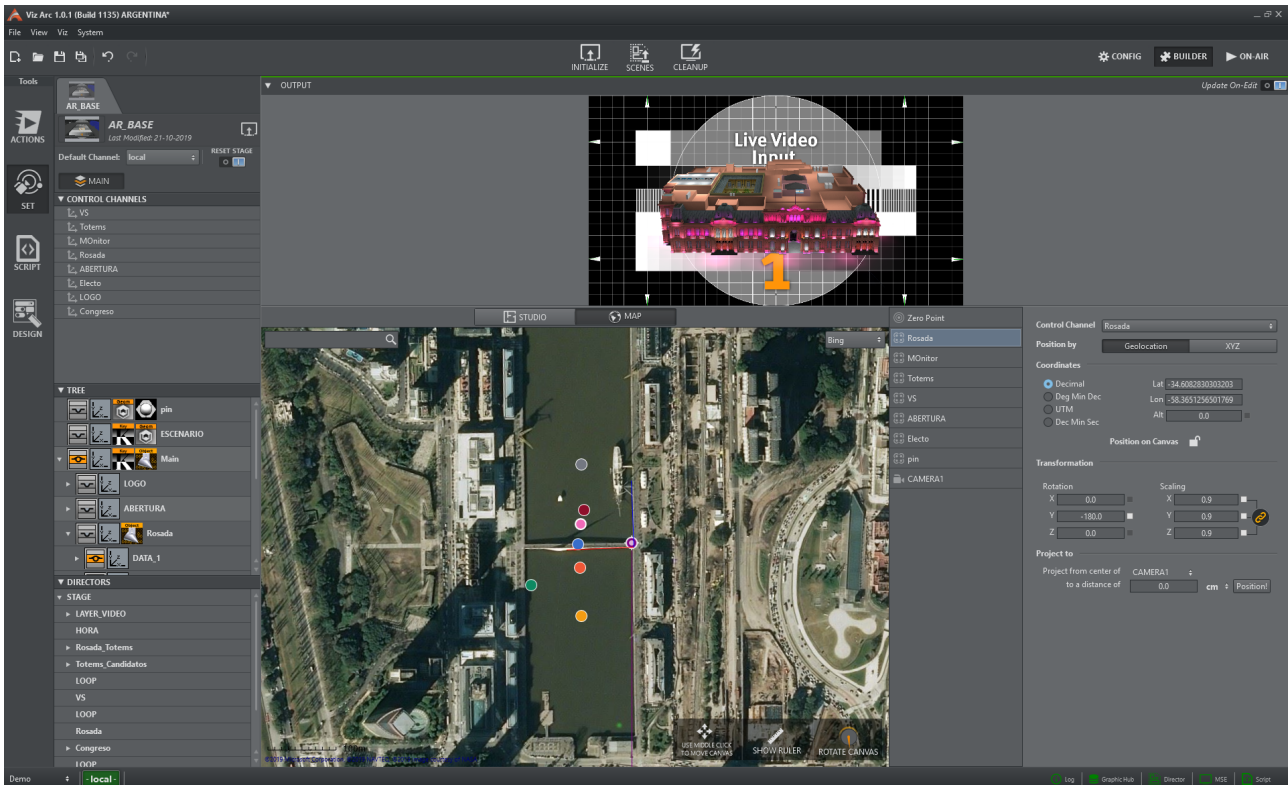 Viz Arc 1.0.1 (Build 1135) ARGENTINA*
File View Viz System
INITIALIZE SCENES CLEANUP
CONFIG BUILDER ON-AIR
Tools
ACTIONS
SET
SCRIPT
DESIGN
AR_BASE
AR_BASE
Last Modified: 21-10-2019
Default Channel: local
RESET STAGE
MAIN
▼ CONTROL CHANNELS
VS
Totems
MOnitor
Rosada
ABERTURA
Electo
LOGO
Congreso
▼ TREE
pin
ESCENARIO
Main
LOGO
ABERTURA
Rosada
DATA_1
▼ DIRECTORS
STAGE
LAYER_VIDEO
HORA
Rosada_Totems
Totems_Candidatos
LOOP
VS
LOOP
Rosada
Congreso
LOOP
▼ OUTPUT
Update On-Edit
Live Video
Input
1
STUDIO MAP
Bing
USE MIDDLE CLICK
TO MOVE CANVAS
SHOW RULER
ROTATE CANVAS
Zero Point
Rosada
MOnitor
Totems
VS
ABERTURA
Electo
pin
CAMERA1
Control Channel Rosada
Position by Geolocation XYZ
Coordinates
Decimal Lat -34.6082830303203
Deg Min Dec Lon -58.3651256501769
UTM Alt 0.0
Dec Min Sec
Position on Canvas
Transformation
Rotation Scaling
X 0.0 X 0.9
Y -180.0 Y 0.9
Z 0.0 Z 0.9
Project to
Project from center of CAMERA1
to a distance of 0.0 cm Position!
Demo
- local -
Log Graphic Hub Director MSE Script